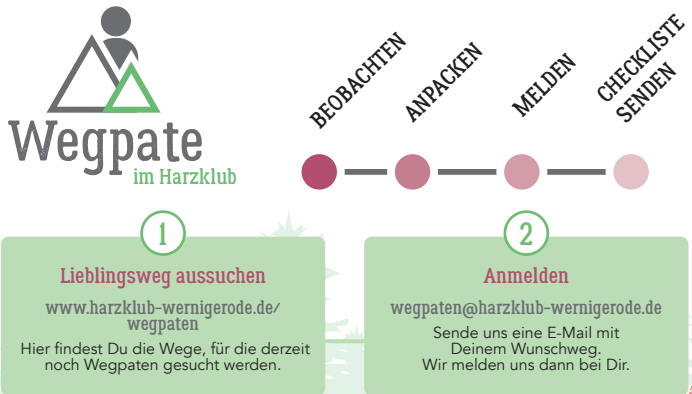 Wegpate
im Harzklub
BEOBACHTEN
ANPACKEN
MELDEN
CHECKLISTE
SENDEN
1
Lieblingsweg aussuchen
www.harzklub-wernigerode.de/
wegpaten
Hier findest Du die Wege, für die derzeit
noch Wegpaten gesucht werden.
2
Anmelden
wegpaten@harzklub-wernigerode.de
Sende uns eine E-Mail mit
Deinem Wunschweg.
Wir melden uns dann bei Dir.